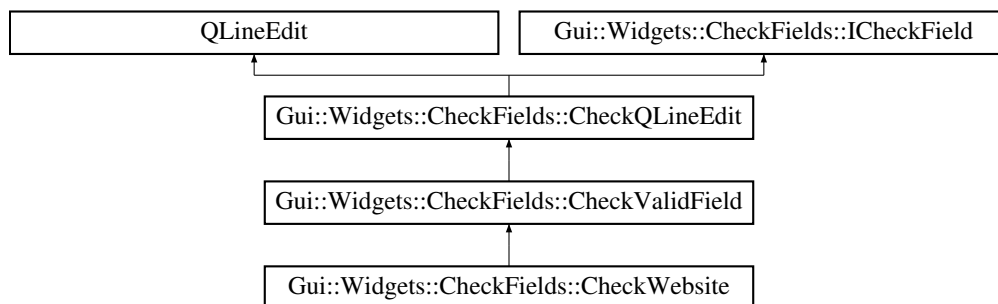 QLineEdit
Gui::Widgets::CheckFields::ICheckField
Gui::Widgets::CheckFields::CheckQLineEdit
Gui::Widgets::CheckFields::CheckValidField
Gui::Widgets::CheckFields::CheckWebsite